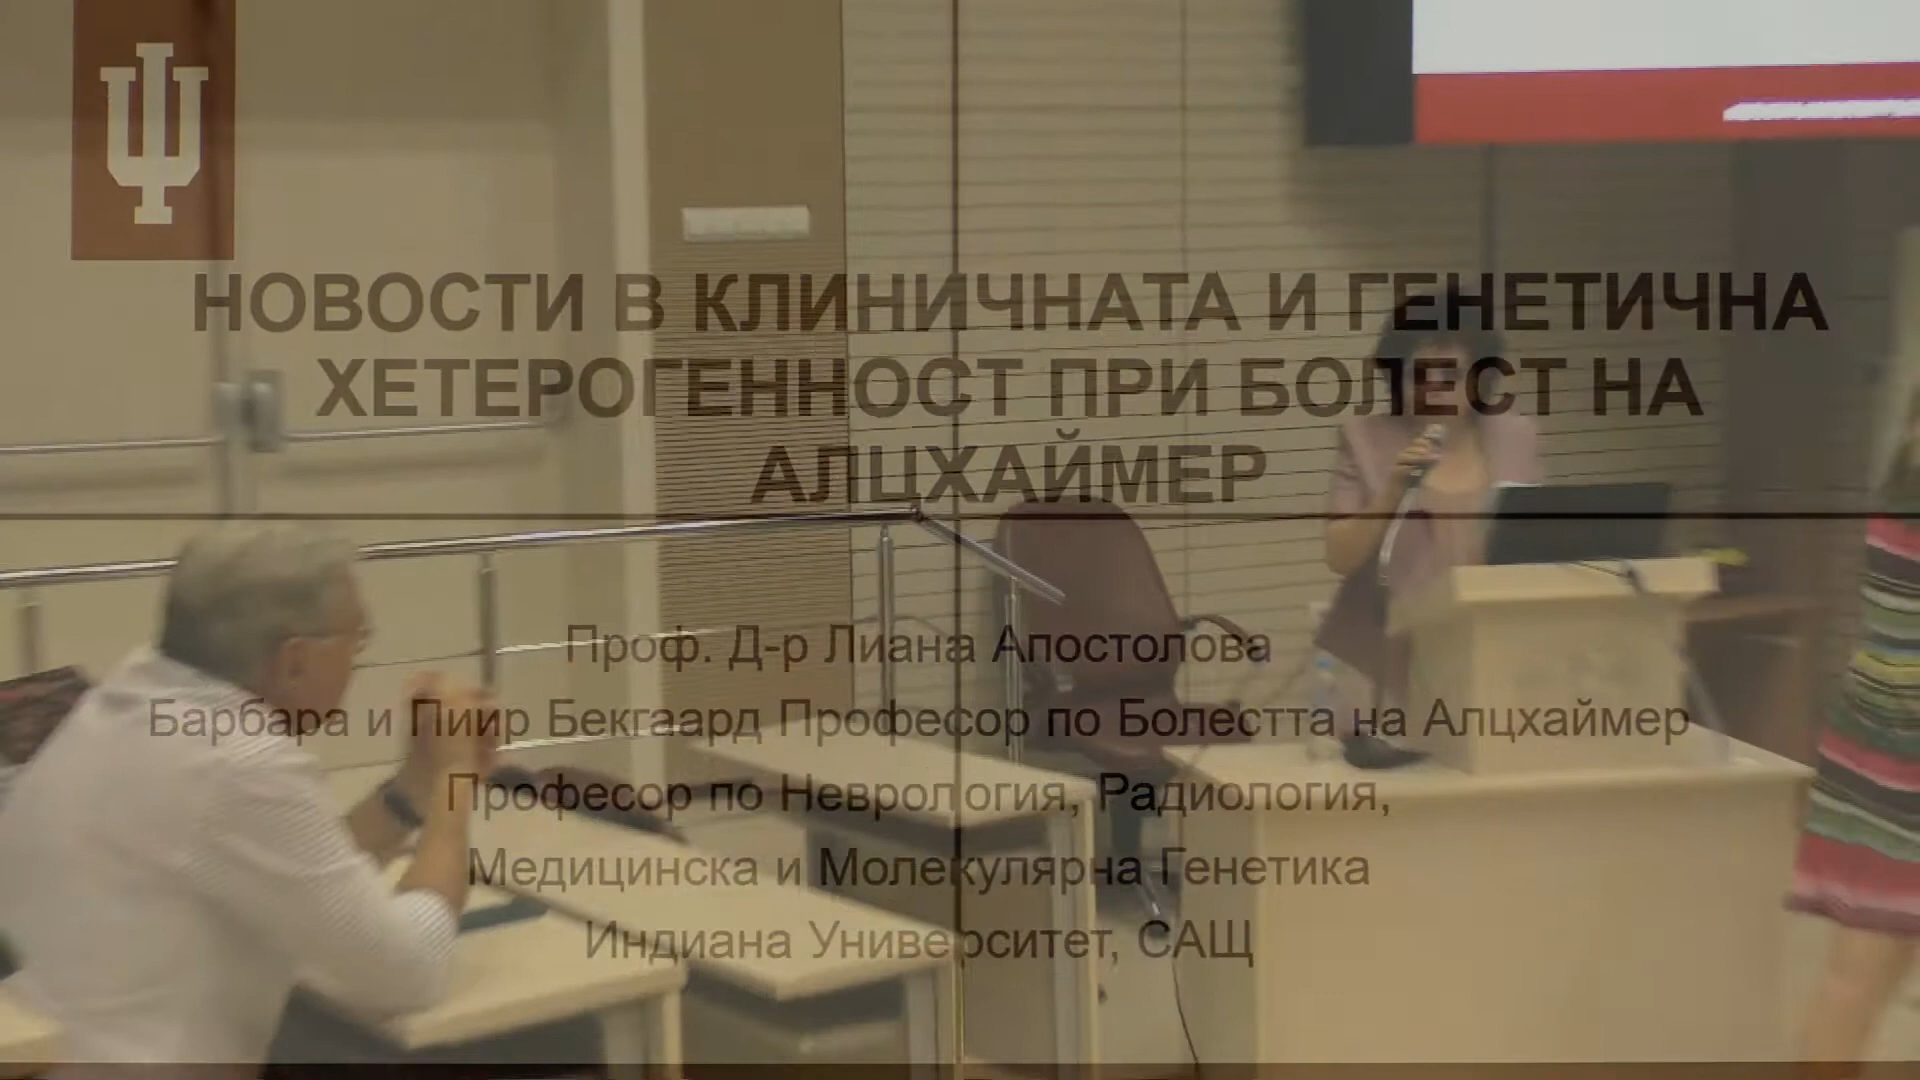 НОВОСТИ В КЛИНИЧНАТА И ГЕНЕТИЧНА
ХЕТЕРОГЕННОСТ ПРИ БОЛЕСТ НА
АЛЦХАЙМЕР
Проф. Д-р Лиана Апостолова
Барбара и Пиир Бекгаард Професор по Болестта на Алцхаймер
Професор по Неврология, Радиология,
Медицинска и Молекулярна Генетика
Индиана Университет, САЩ